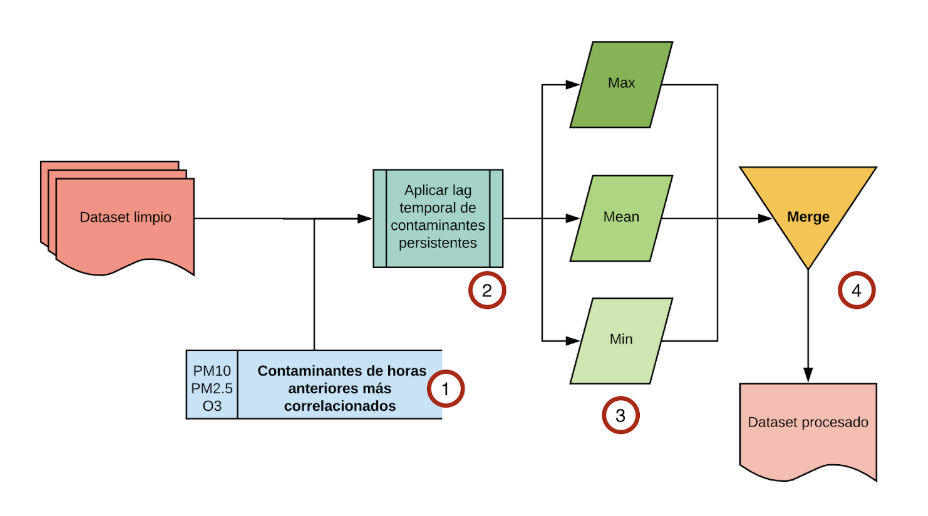 Dataset limpio
PM10
PM2.5
O3
Contaminantes de horas
anteriores más
correlacionados
1
Aplicar lag
temporal de
contaminantes
persistentes
2
Max
Mean
Min
3
Merge
4
Dataset procesado